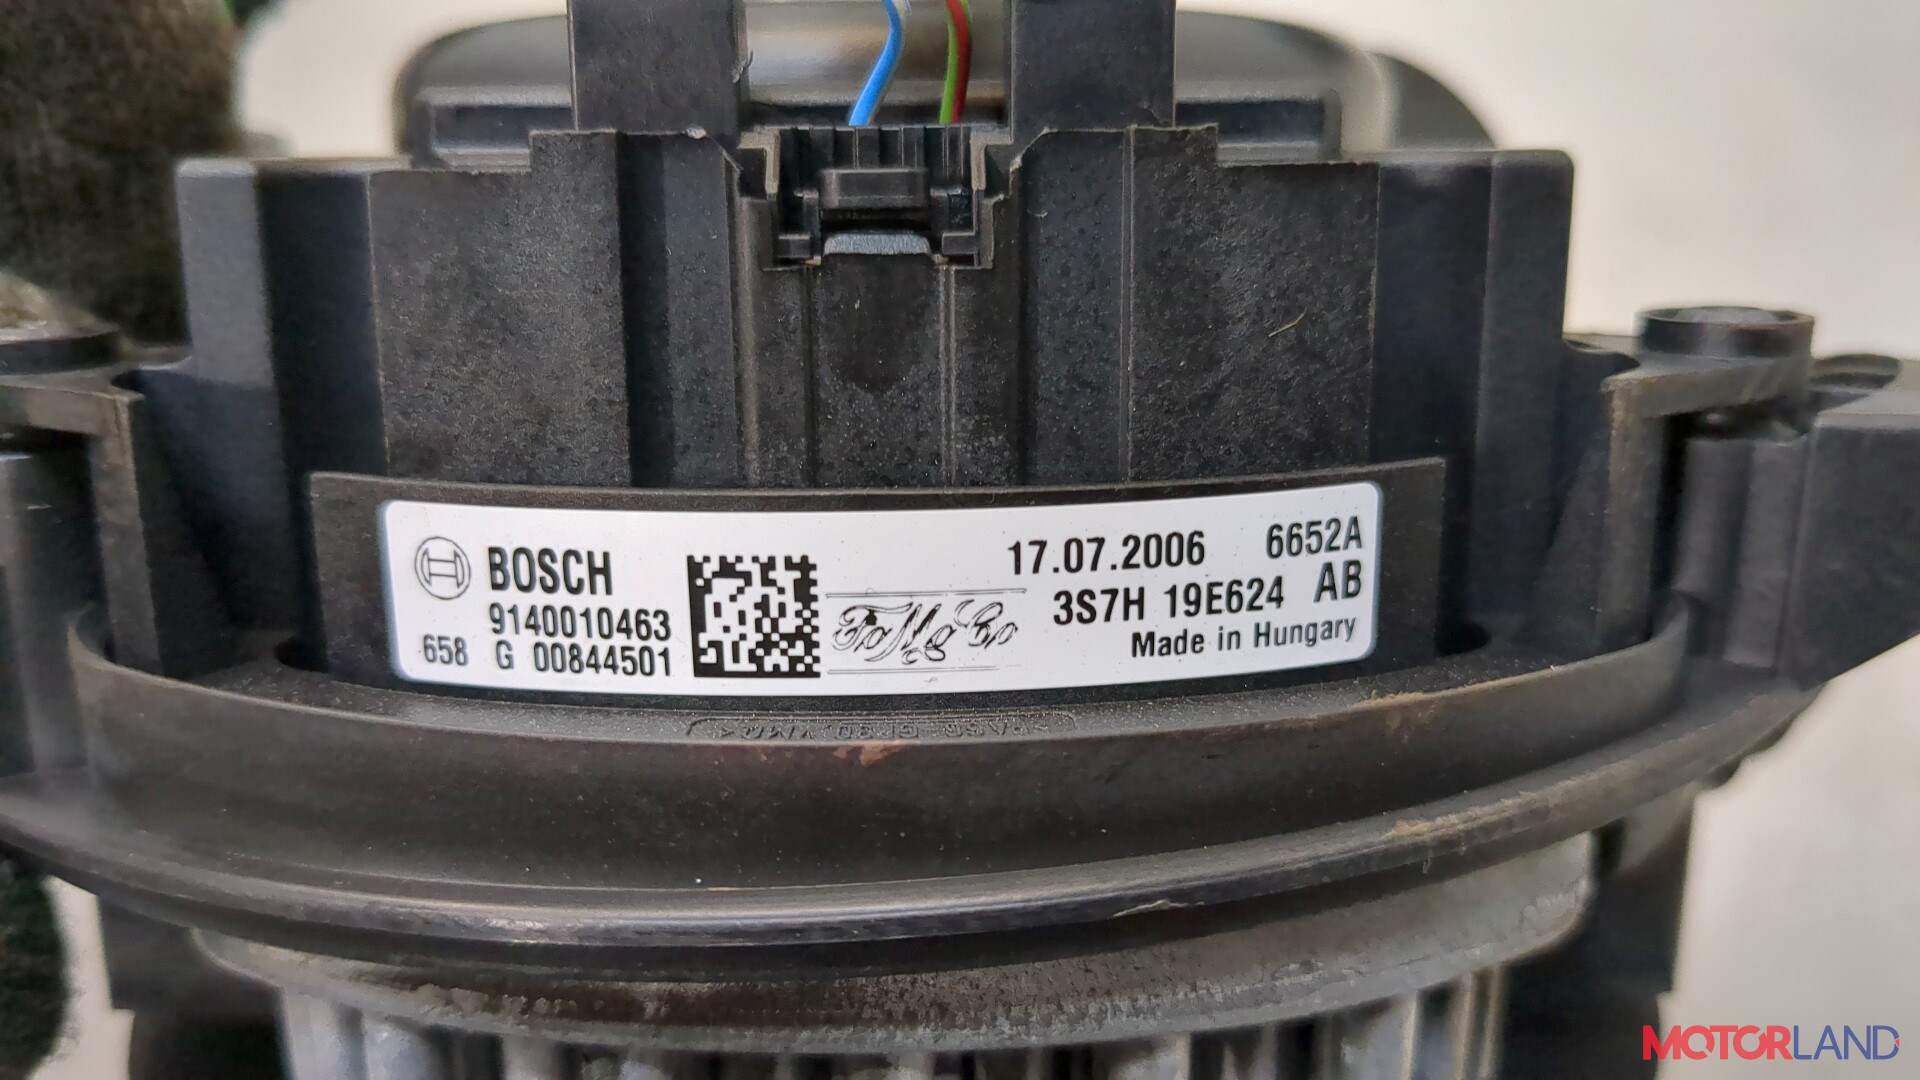 BOSCH
9140010463
658 G 00844501
FoMoCo
17.07.2006 6652A
3S7H 19E624 AB
Made in Hungary
MOTORLAND